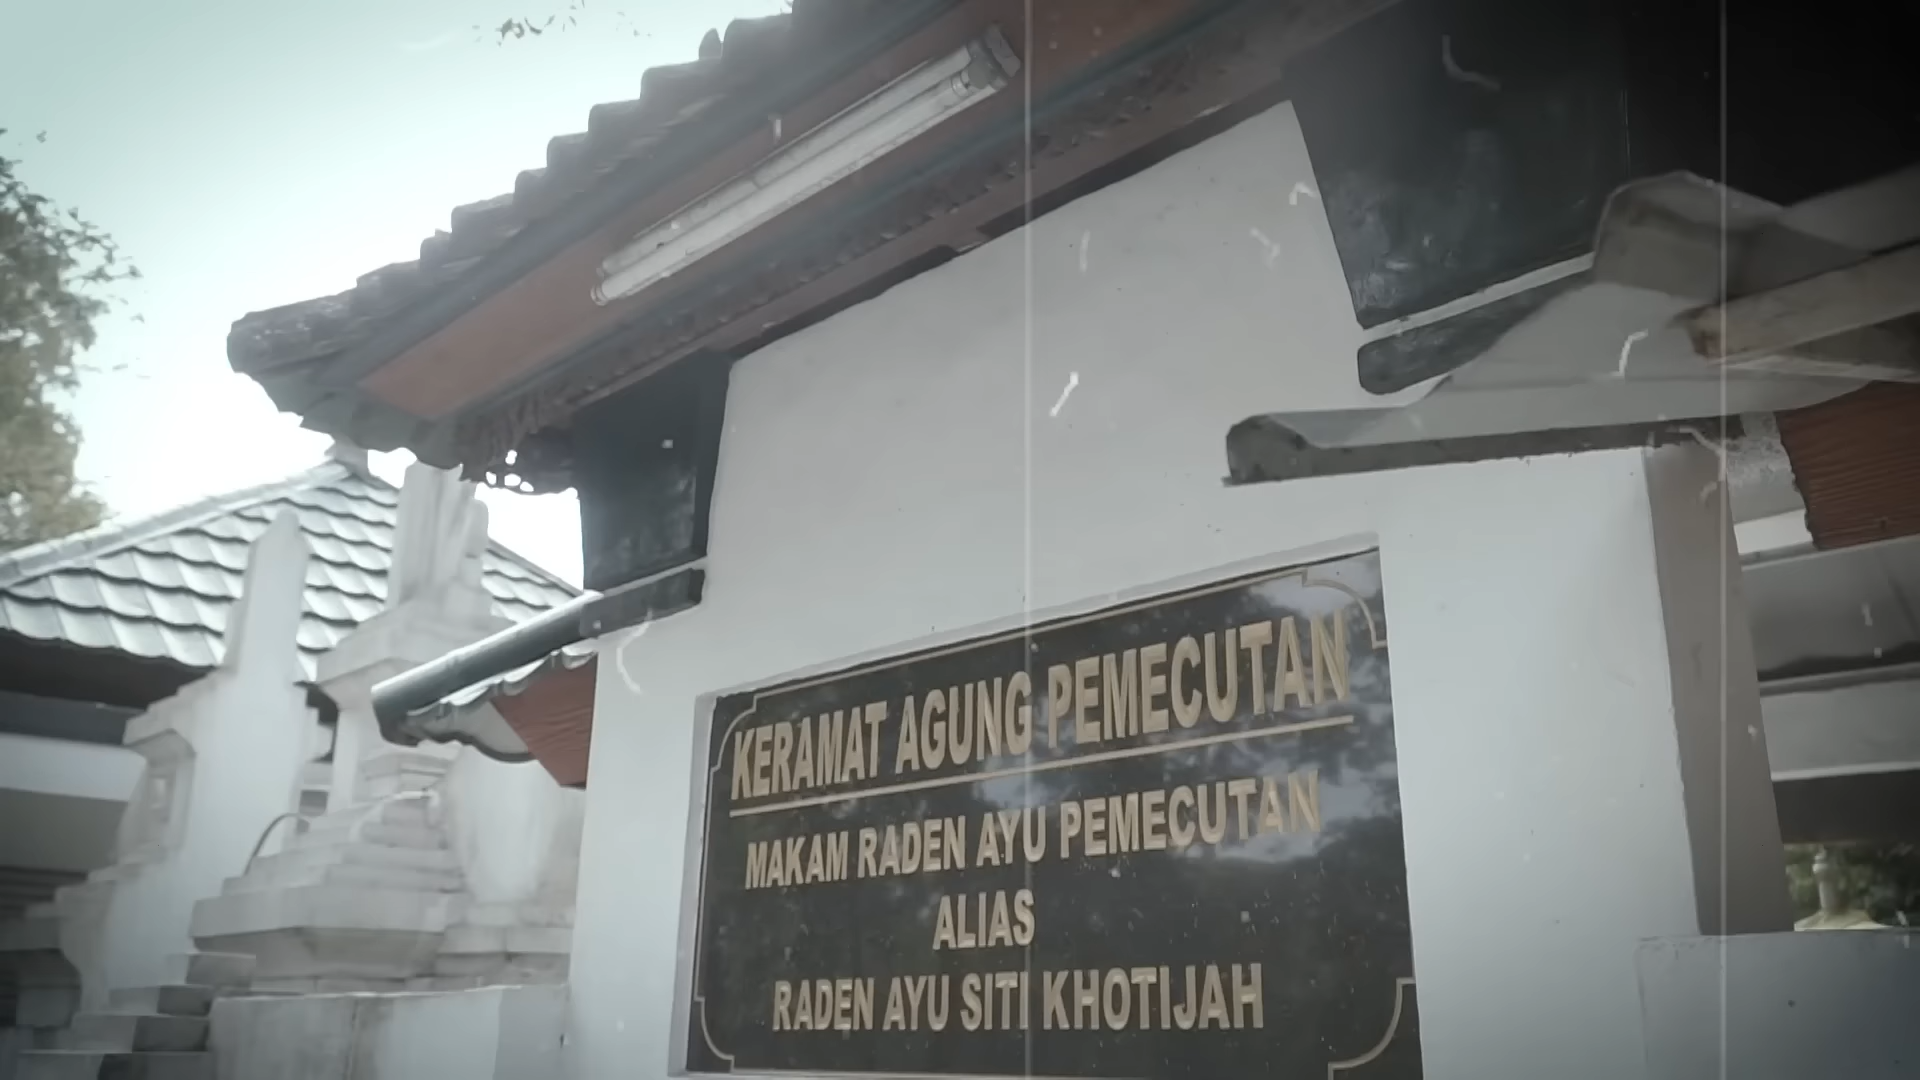 KERAMAT AGUNG PEMECUTAN
MAKAM RADEN AYU PEMECUTAN
ALIAS
RADEN AYU SITI KHOTIJAH